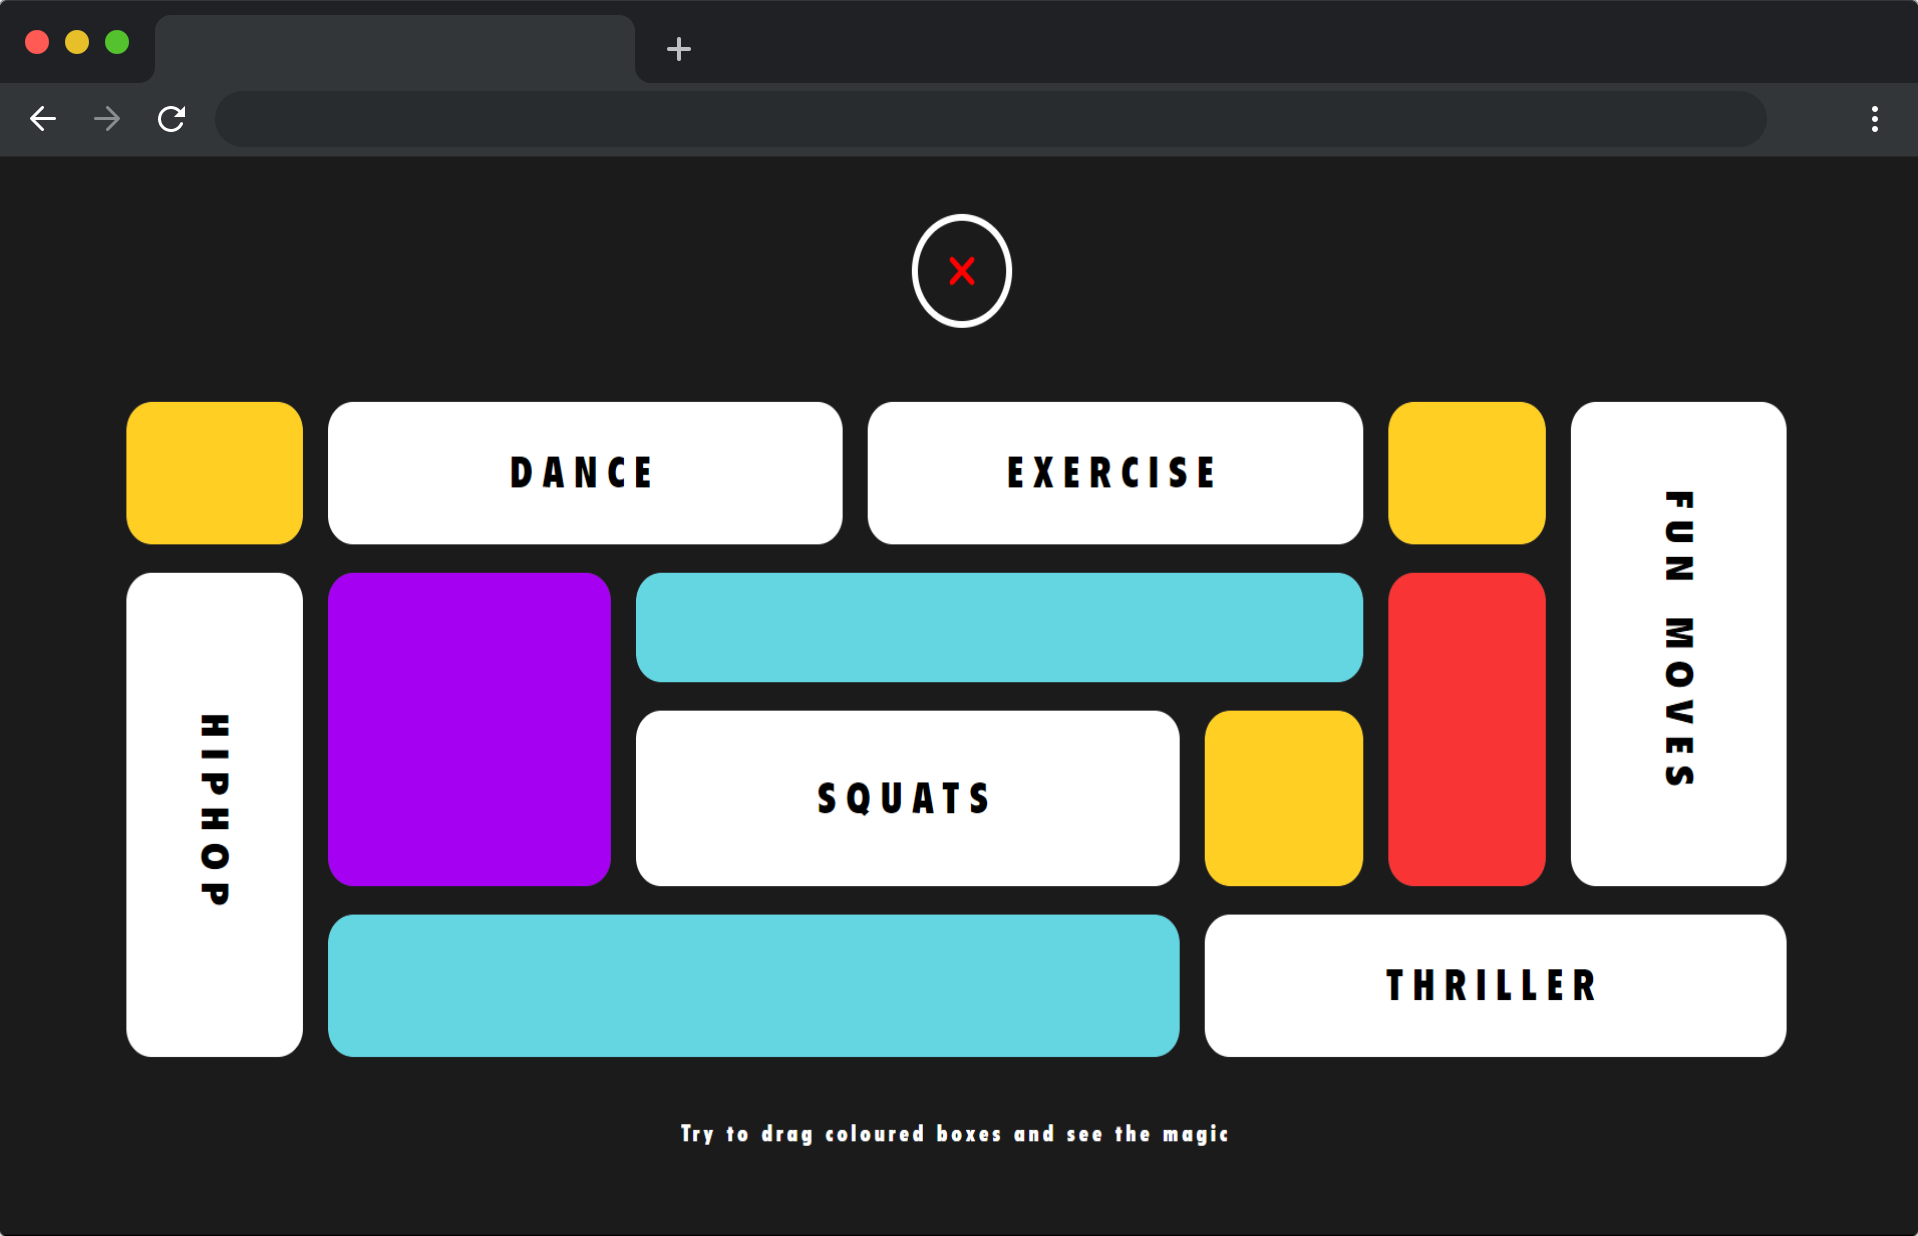 DANCE
EXERCISE
FUN MOVES
HIPHOP
SQUATS
THRILLER
Try to drag coloured boxes and see the magic